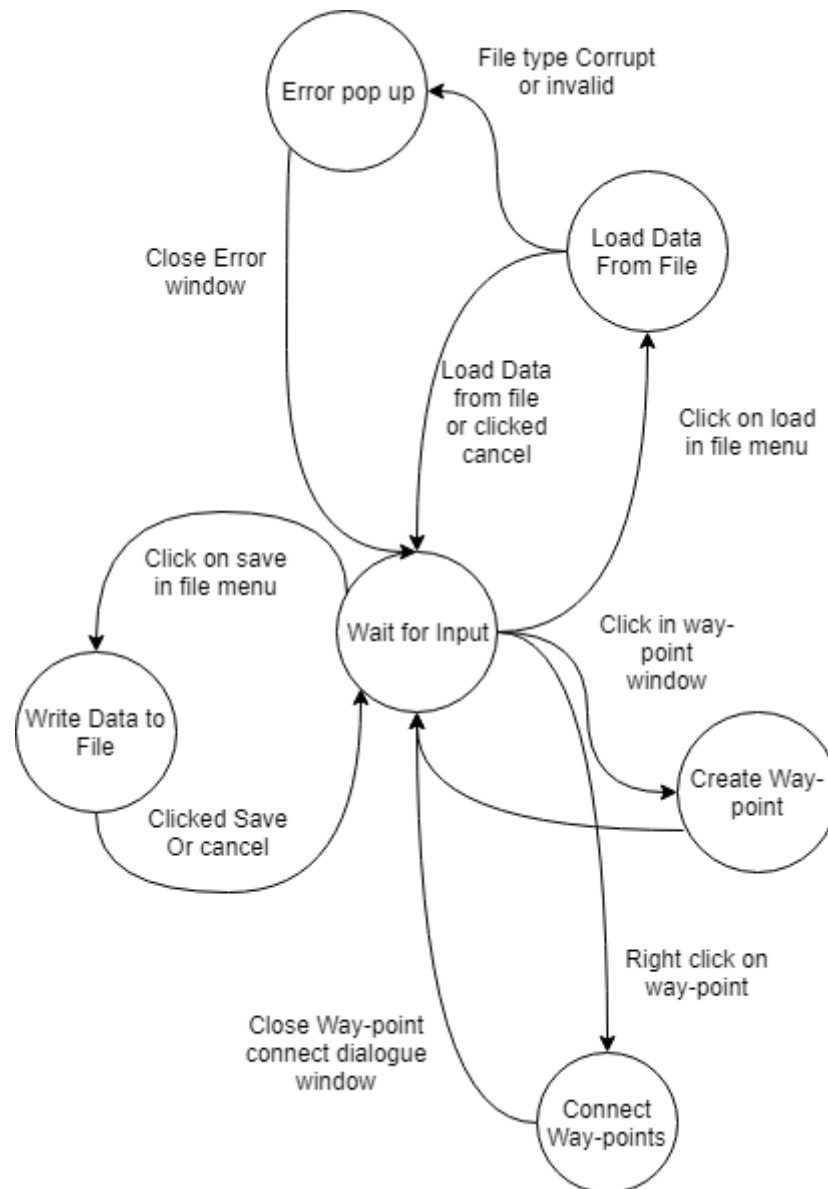 File type Corrupt
or invalid
Error pop up
Load Data
From File
Close Error
window
Load Data
from file
or clicked
cancel
Click on load
in file menu
Click on save
in file menu
Wait for Input
Click in way-
point
window
Write Data to
File
Create Way-
point
Clicked Save
Or cancel
Right click on
way-point
Close Way-point
connect dialogue
window
Connect
Way-points